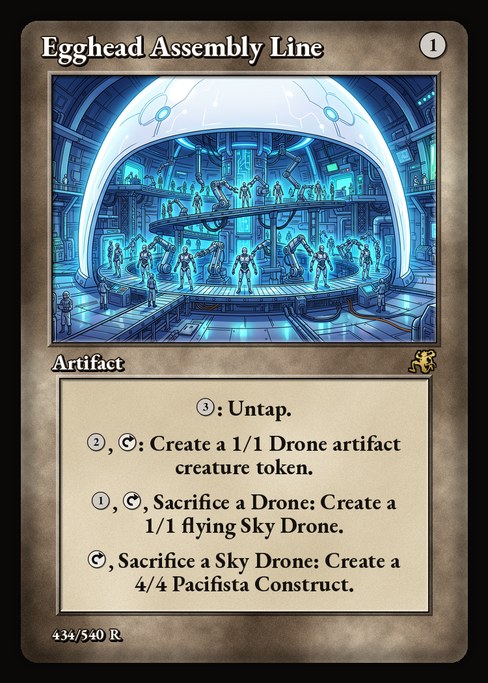 Egghead Assembly Line 1
Artifact
3: Untap.
2, : Create a 1/1 Drone artifact
creature token.
1, , Sacrifice a Drone: Create a
1/1 flying Sky Drone.
, Sacrifice a Sky Drone: Create a
4/4 Pacifista Construct.
434/540 R